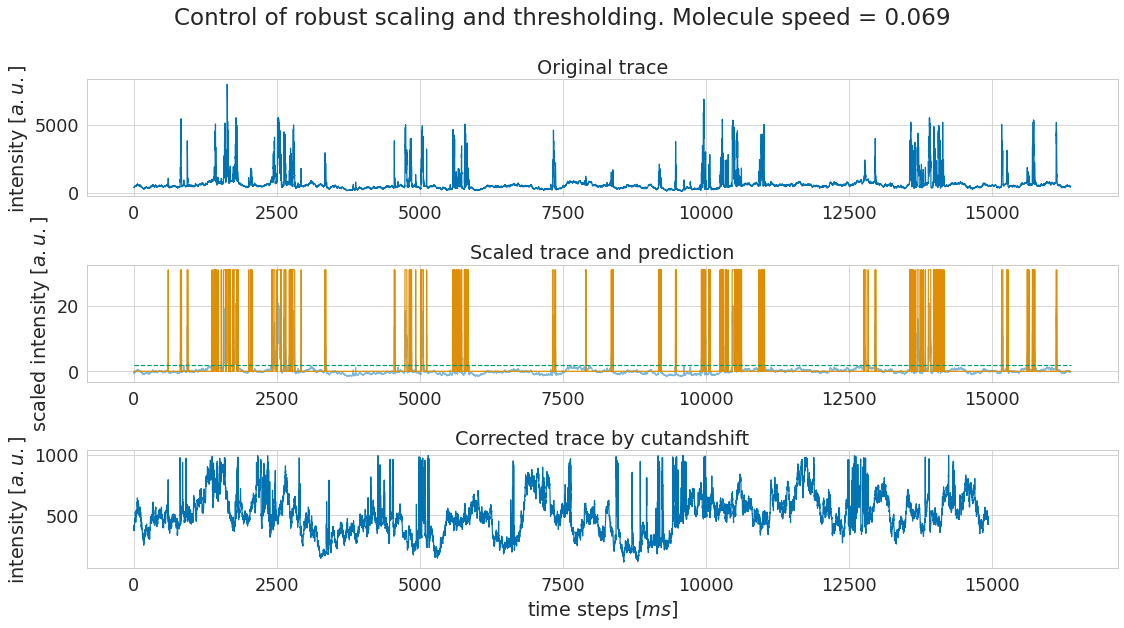 Control of robust scaling and thresholding. Molecule speed = 0.069
Original trace
intensity [a.u.]
5000
0
0 2500 5000 7500 10000 12500 15000
Scaled trace and prediction
scaled intensity [a.u.]
20
0
0 2500 5000 7500 10000 12500 15000
Corrected trace by cutandshift
intensity [a.u.]
1000
500
0 2500 5000 7500 10000 12500 15000
time steps [ms]